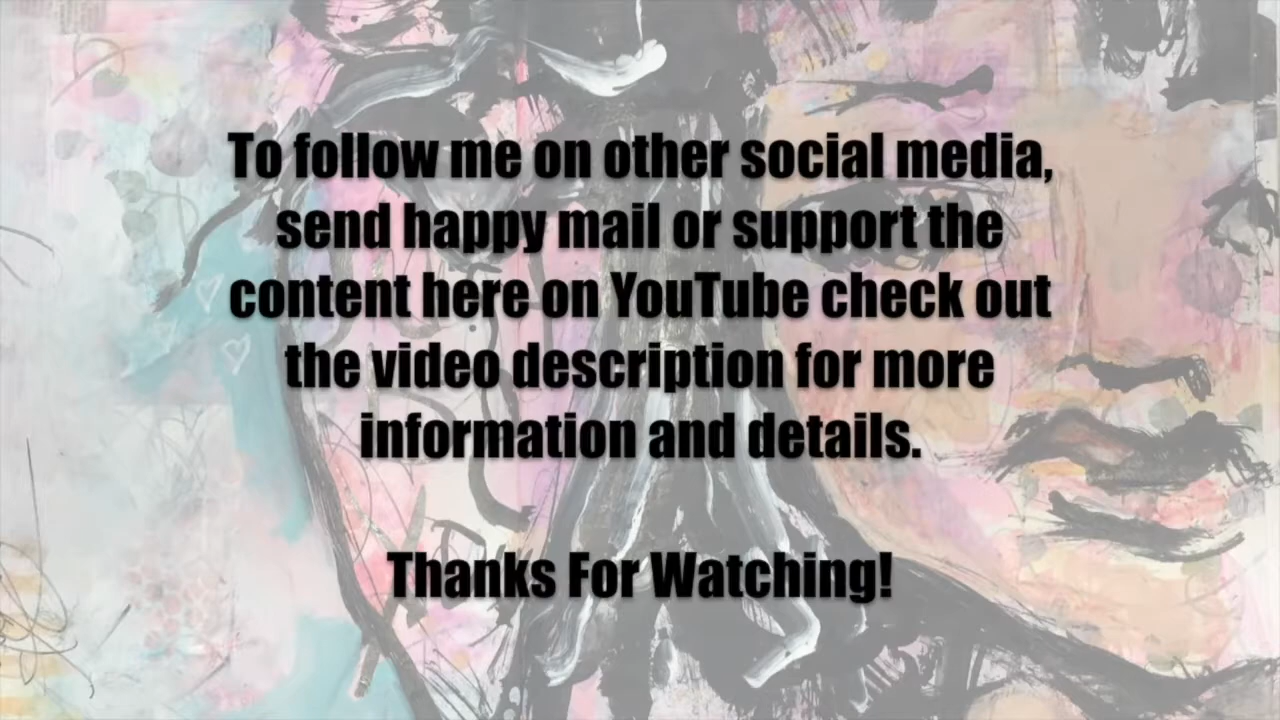 To follow me on other social media,
send happy mail or support the
content here on YouTube check out
the video description for more
information and details.
Thanks For Watching!